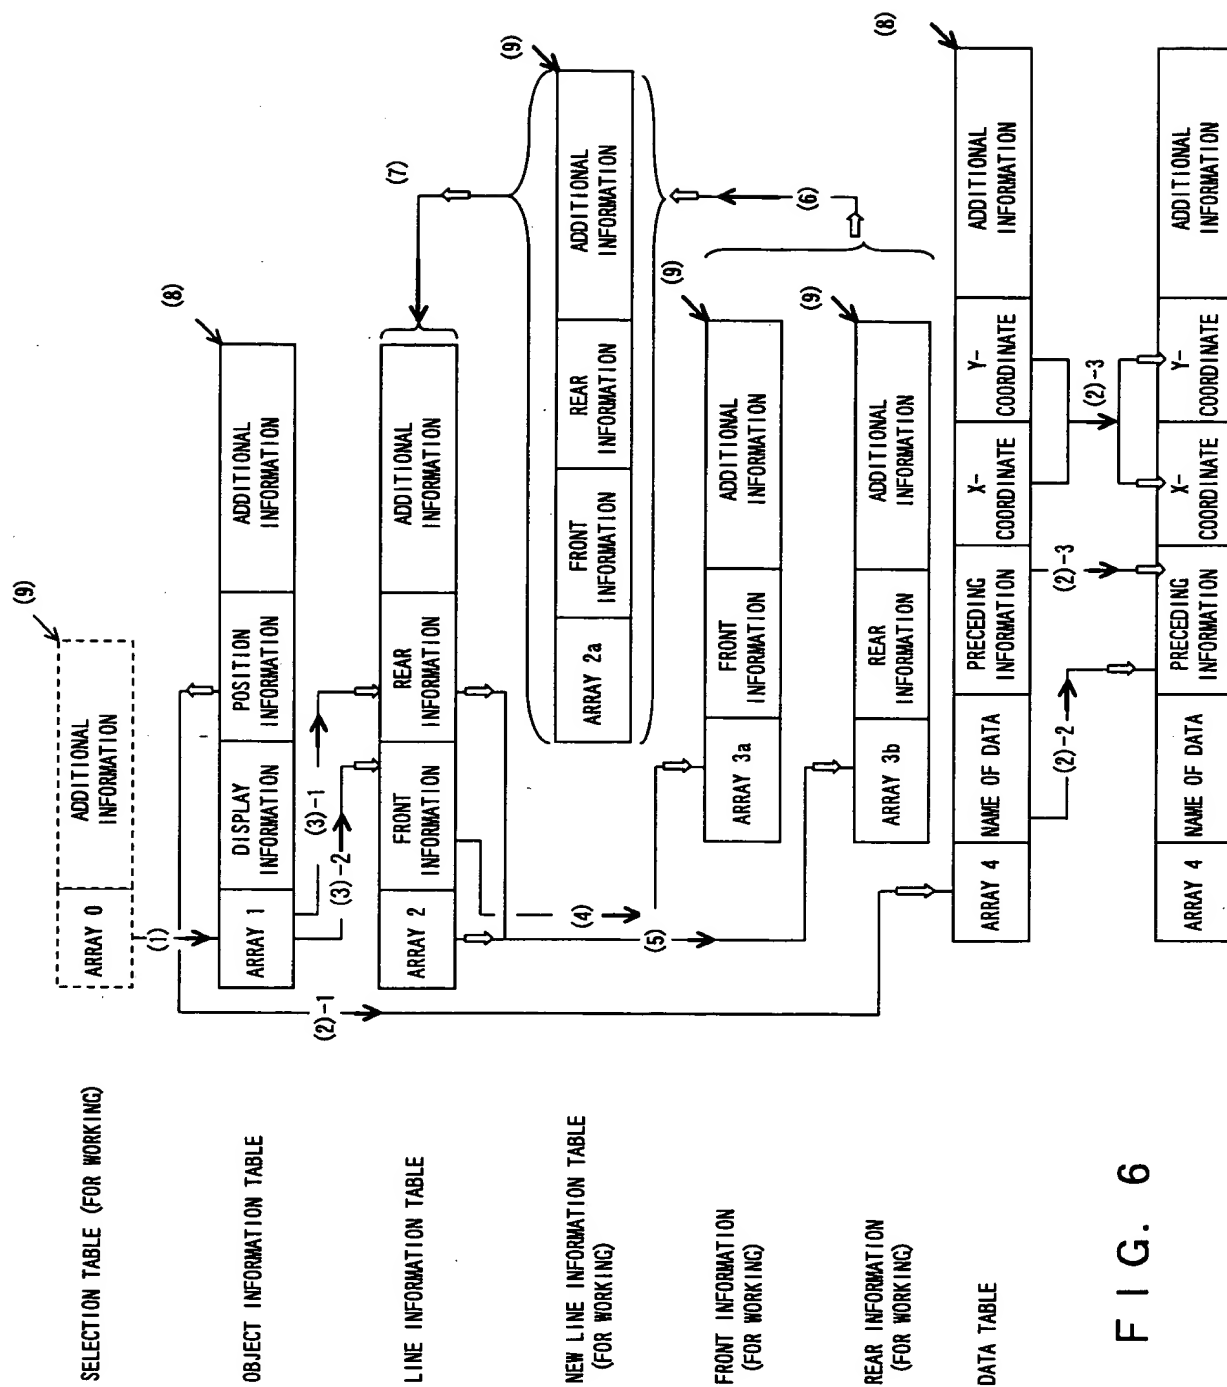 SELECTION TABLE (FOR WORKING)
ARRAY 0
ADDITIONAL
INFORMATION
(9)
(1)
OBJECT INFORMATION TABLE
ARRAY 1
DISPLAY
INFORMATION
POSITION
INFORMATION
ADDITIONAL
INFORMATION
(8)
(2)-1
(3)-2
(3)-1
LINE INFORMATION TABLE
ARRAY 2
FRONT
INFORMATION
REAR
INFORMATION
ADDITIONAL
INFORMATION
(7)
NEW LINE INFORMATION TABLE
(FOR WORKING)
ARRAY 2a
FRONT
INFORMATION
REAR
INFORMATION
ADDITIONAL
INFORMATION
(9)
(4)
(5)
FRONT INFORMATION
(FOR WORKING)
ARRAY 3a
FRONT
INFORMATION
ADDITIONAL
INFORMATION
(9)
(6)
REAR INFORMATION
(FOR WORKING)
ARRAY 3b
REAR
INFORMATION
ADDITIONAL
INFORMATION
(9)
DATA TABLE
ARRAY 4
NAME OF DATA
PRECEDING
INFORMATION
X-
COORDINATE
Y-
COORDINATE
ADDITIONAL
INFORMATION
(8)
(2)-2
(2)-3
(2)-3
ARRAY 4
NAME OF DATA
PRECEDING
INFORMATION
X-
COORDINATE
Y-
COORDINATE
ADDITIONAL
INFORMATION
FIG. 6